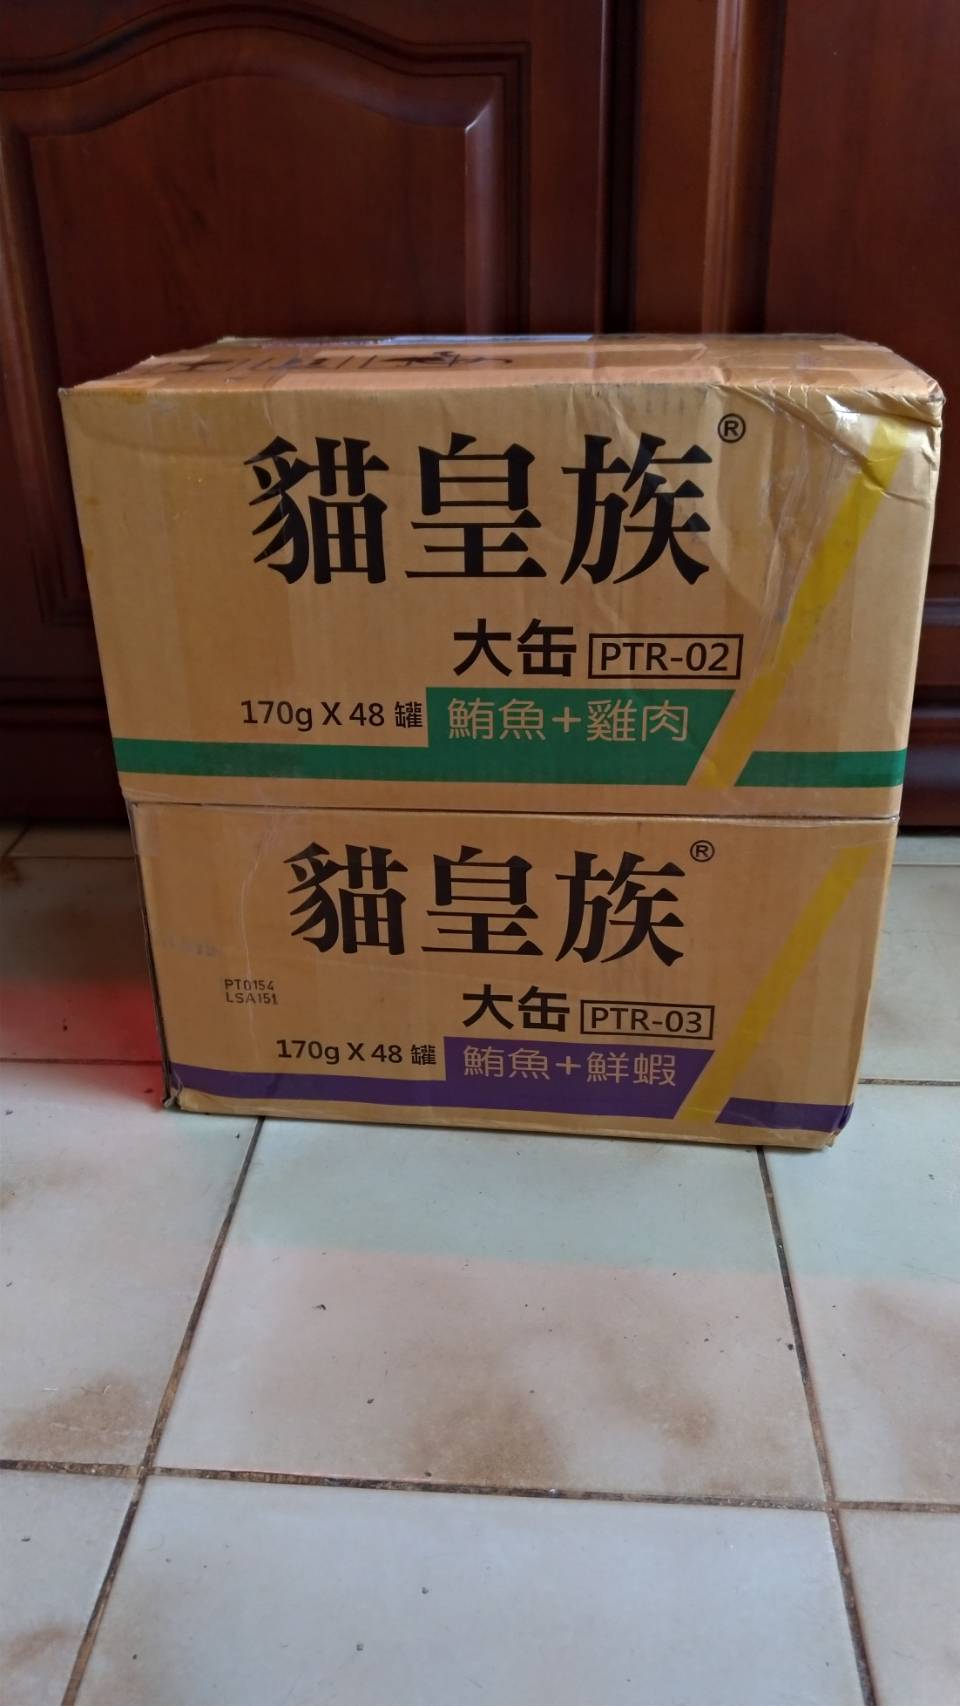 貓皇族®
大缶 PTR-02
170g X 48 罐 鮪魚+雞肉
貓皇族®
PT0154
LSA151
大缶 PTR-03
170g X 48 罐 鮪魚+鮮蝦